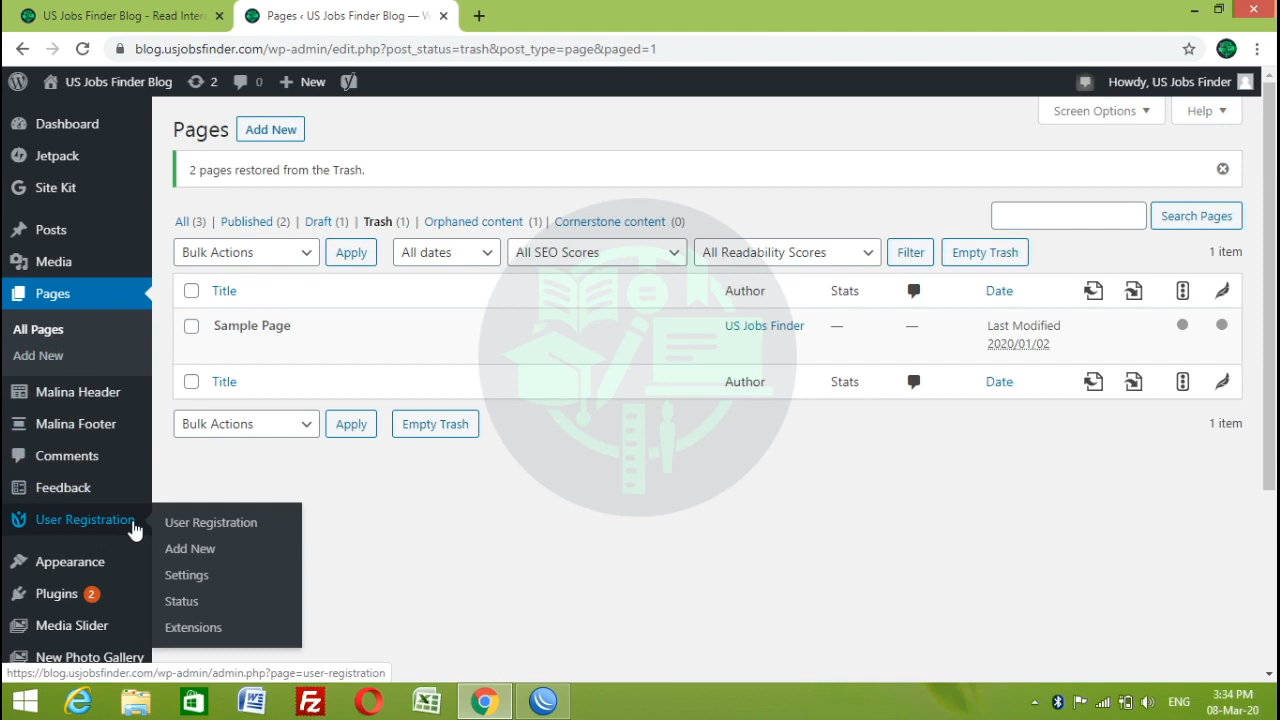 US Jobs Finder Blog - Read Inter
Pages ‹ US Jobs Finder Blog — W
blog.usjobsfinder.com/wp-admin/edit.php?post_status=trash&post_type=page&paged=1
US Jobs Finder Blog 2 0 New
Howdy, US Jobs Finder
Screen Options
Help
Dashboard
Jetpack
Site Kit
Posts
Media
Pages
All Pages
Add New
Malina Header
Malina Footer
Comments
Feedback
User Registration
Appearance
Plugins 2
Media Slider
New Photo Gallery
Pages Add New
2 pages restored from the Trash.
All (3) | Published (2) | Draft (1) | Trash (1) | Orphaned content (1) | Cornerstone content (0)
Search Pages
Bulk Actions Apply All dates All SEO Scores All Readability Scores Filter Empty Trash 1 item
Title Author Stats Date
Sample Page US Jobs Finder — — Last Modified
2020/01/02
Title Author Stats Date
Bulk Actions Apply Empty Trash 1 item
User Registration
Add New
Settings
Status
Extensions
https://blog.usjobsfinder.com/wp-admin/admin.php?page=user-registration
ENG
3:34 PM
08-Mar-20